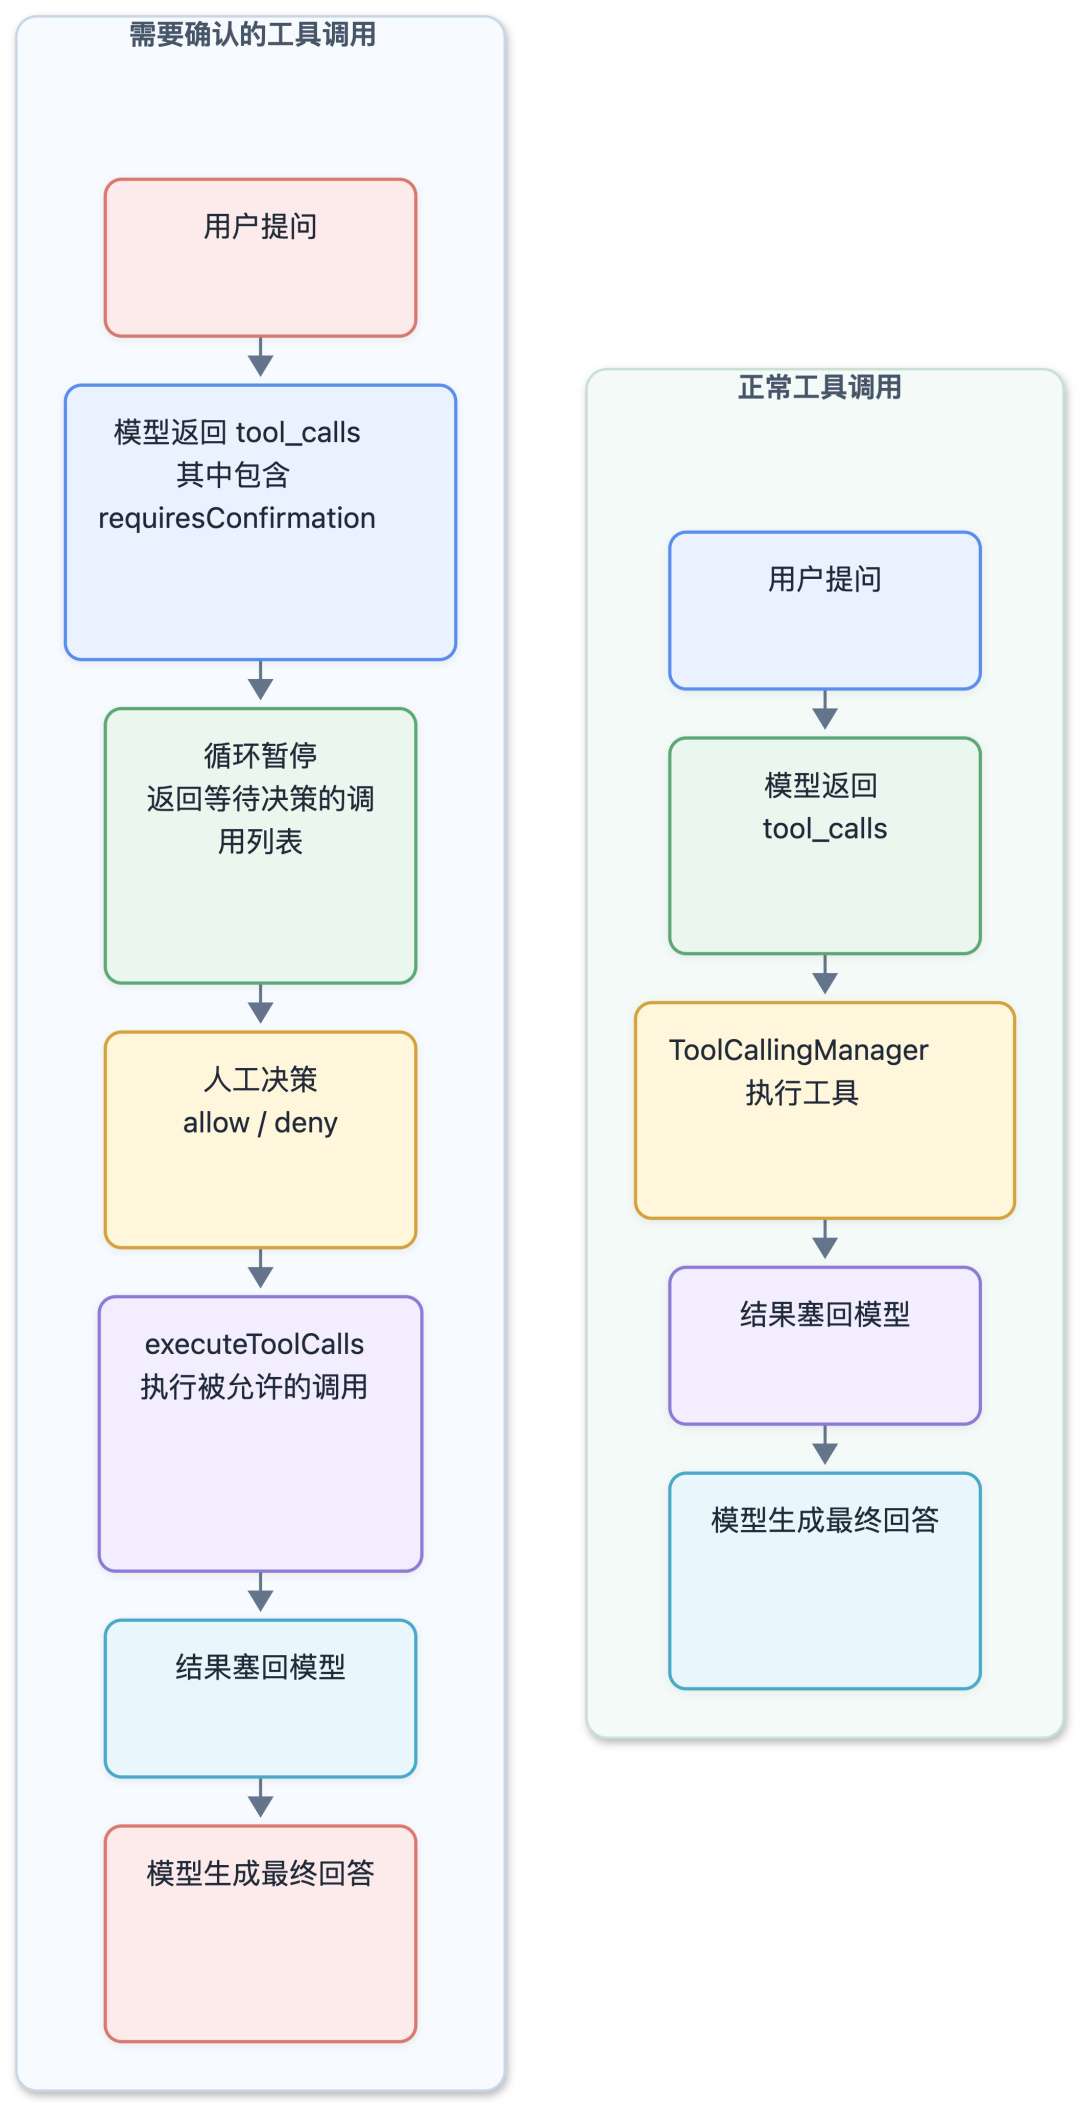 需要确认的工具调用
用户提问
模型返回 tool_calls
其中包含
requiresConfirmation
循环暂停
返回等待决策的调
用列表
人工决策
allow / deny
executeToolCalls
执行被允许的调用
结果塞回模型
模型生成最终回答
正常工具调用
用户提问
模型返回
tool_calls
ToolCallingManager
执行工具
结果塞回模型
模型生成最终回答